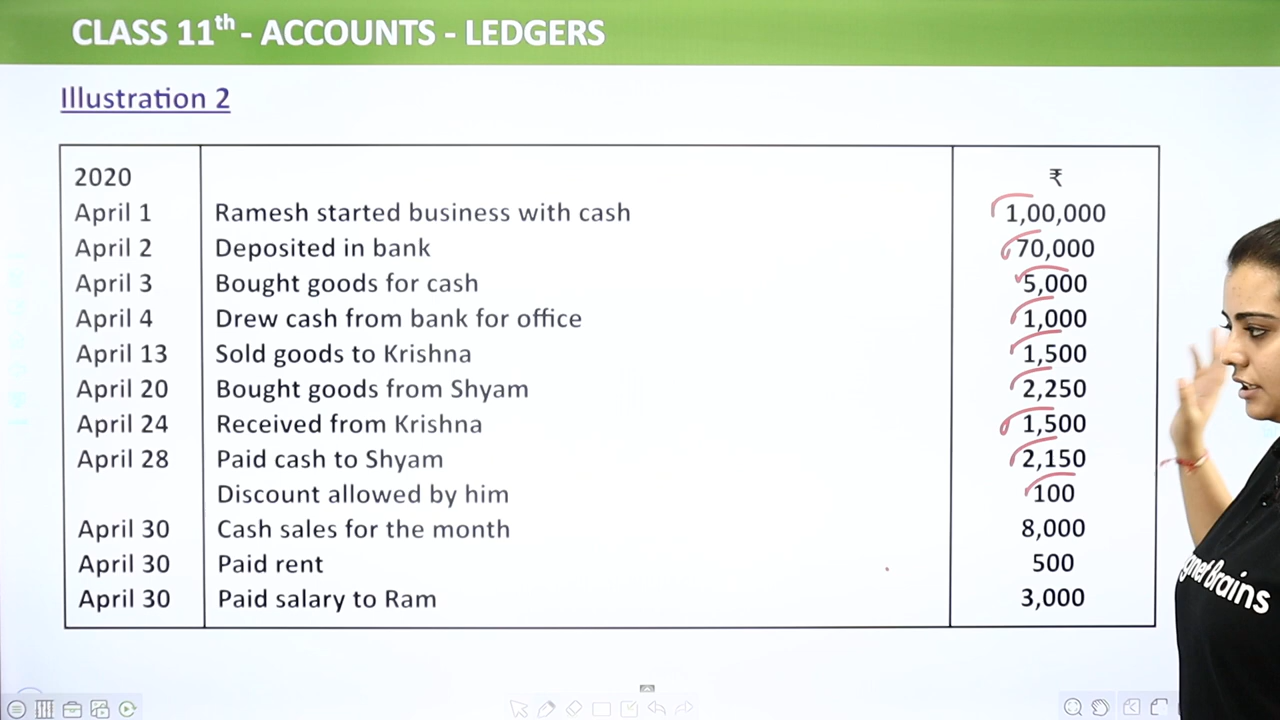 CLASS 11th - ACCOUNTS - LEDGERS
Illustration 2
2020 ₹
April 1 Ramesh started business with cash 1,00,000
April 2 Deposited in bank 70,000
April 3 Bought goods for cash 5,000
April 4 Drew cash from bank for office 1,000
April 13 Sold goods to Krishna 1,500
April 20 Bought goods from Shyam 2,250
April 24 Received from Krishna 1,500
April 28 Paid cash to Shyam 2,150
Discount allowed by him 100
April 30 Cash sales for the month 8,000
April 30 Paid rent 500
April 30 Paid salary to Ram 3,000
Brains